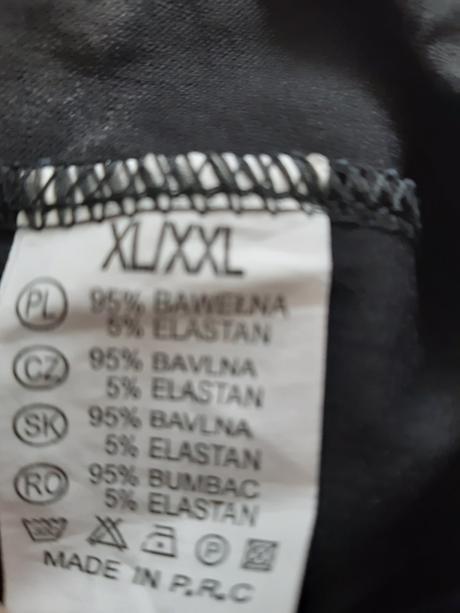 XL/XXL
PL 95% BAWEŁNA
5% ELASTAN
CZ 95% BAVLNA
5% ELASTAN
SK 95% BAVLNA
5% ELASTAN
RO 95% BUMBAC
5% ELASTAN
P
MADE IN P.R.C